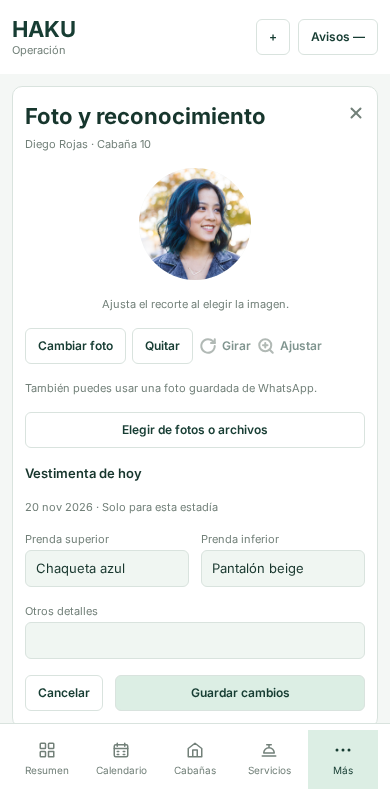 HAKU
Operación
+
Avisos —
Foto y reconocimiento
Diego Rojas · Cabaña 10
Ajusta el recorte al elegir la imagen.
Cambiar foto
Quitar
Girar
Ajustar
También puedes usar una foto guardada de WhatsApp.
Elegir de fotos o archivos
Vestimenta de hoy
20 nov 2026 · Solo para esta estadía
Prenda superior
Prenda inferior
Chaqueta azul
Pantalón beige
Otros detalles
Cancelar
Guardar cambios
Resumen
Calendario
Cabañas
Servicios
Más